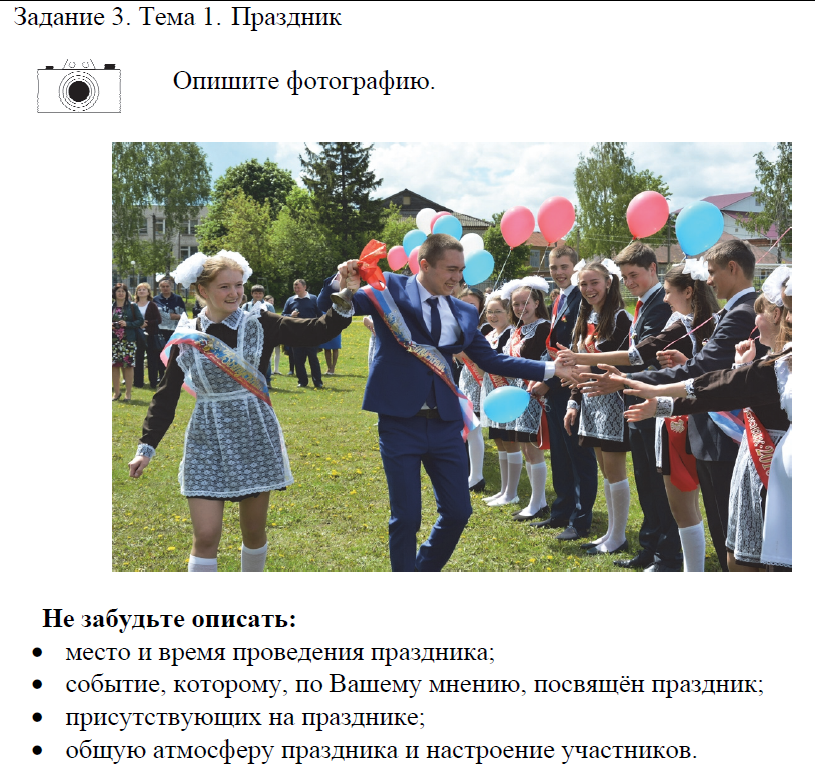 Задание 3. Тема 1. Праздник
Опишите фотографию.
Не забудьте описать:
• место и время проведения праздника;
• событие, которому, по Вашему мнению, посвящён праздник;
• присутствующих на празднике;
• общую атмосферу праздника и настроение участников.